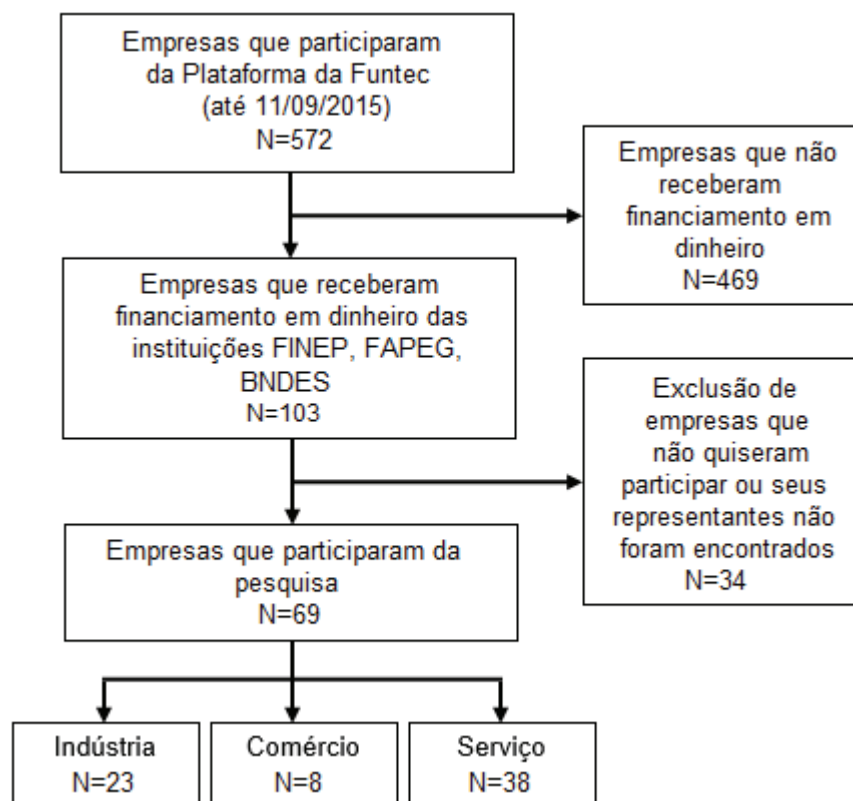 Empresas que participaram
da Plataforma da Funtec
(até 11/09/2015)
N=572
Empresas que não
receberam
financiamento em
dinheiro
N=469
Empresas que receberam
financiamento em dinheiro das
instituições FINEP, FAPEG,
BNDES
N=103
Exclusão de
empresas que
não quiseram
participar ou seus
representantes não
foram encontrados
N=34
Empresas que participaram da
pesquisa
N=69
Indústria
N=23
Comércio
N=8
Serviço
N=38